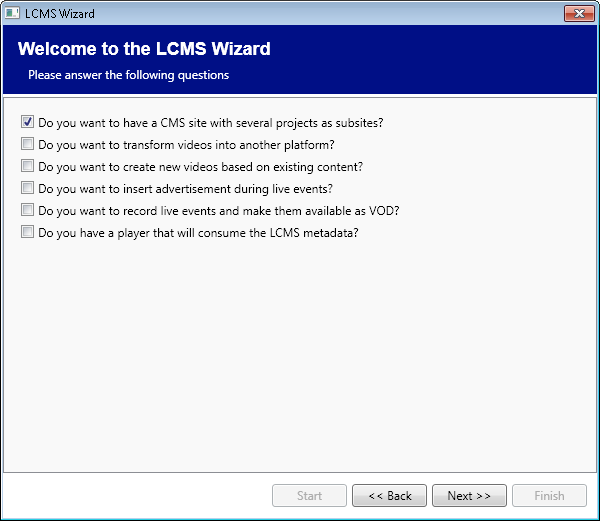 LCMS Wizard
Welcome to the LCMS Wizard
Please answer the following questions
Do you want to have a CMS site with several projects as subsites?
Do you want to transform videos into another platform?
Do you want to create new videos based on existing content?
Do you want to insert advertisement during live events?
Do you want to record live events and make them available as VOD?
Do you have a player that will consume the LCMS metadata?
Start << Back Next >> Finish